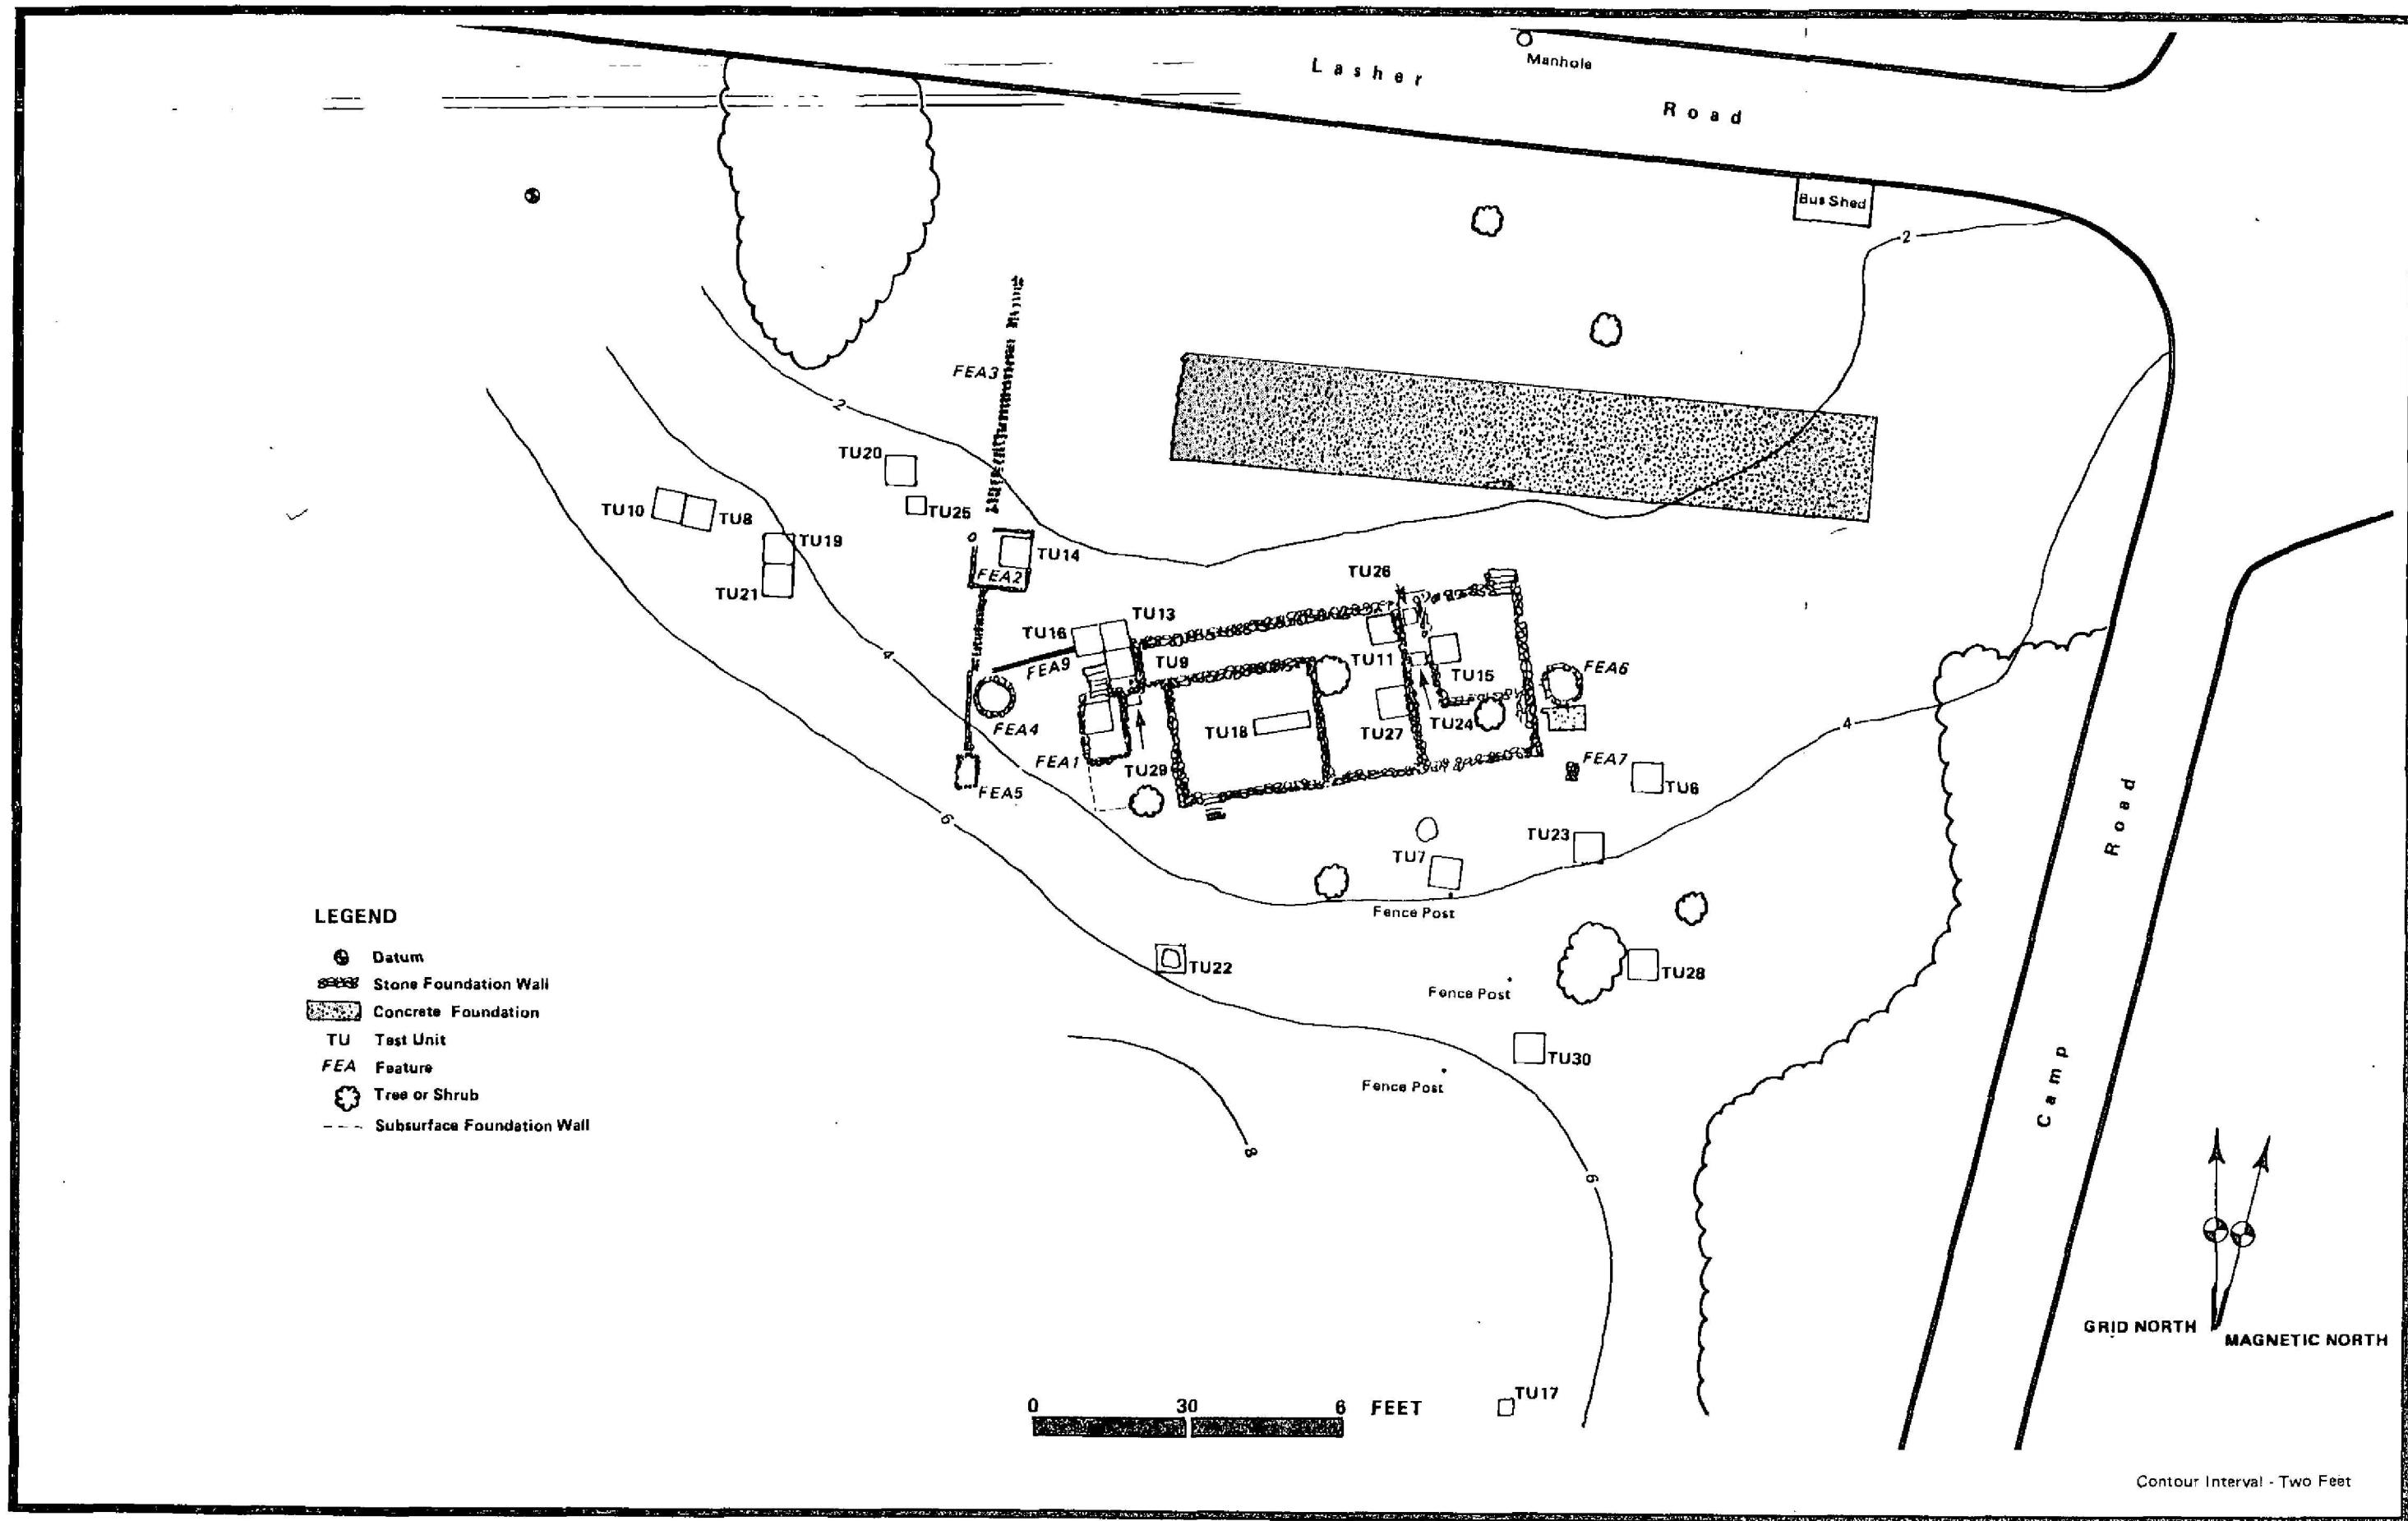 Manhole
Lasher Road
Bus Shed
2
FEA3
2
TU20
TU25
TU10
TU8
TU19
TU14
FEA2
TU21
TU26
TU13
TU16
FEA9
TU9
TU11
TU15
FEA6
4
FEA4
TU18
TU27
TU24
4
FEA1
TU29
FEA7
FEA5
TU6
6
TU23
TU7
Fence Post
Camp Road
LEGEND
Datum
Stone Foundation Wall
Concrete Foundation
TU Test Unit
FEA Feature
Tree or Shrub
Subsurface Foundation Wall
TU22
TU28
Fence Post
TU30
Fence Post
8
6
GRID NORTH
MAGNETIC NORTH
0 30 6 FEET
TU17
Contour Interval - Two Feet